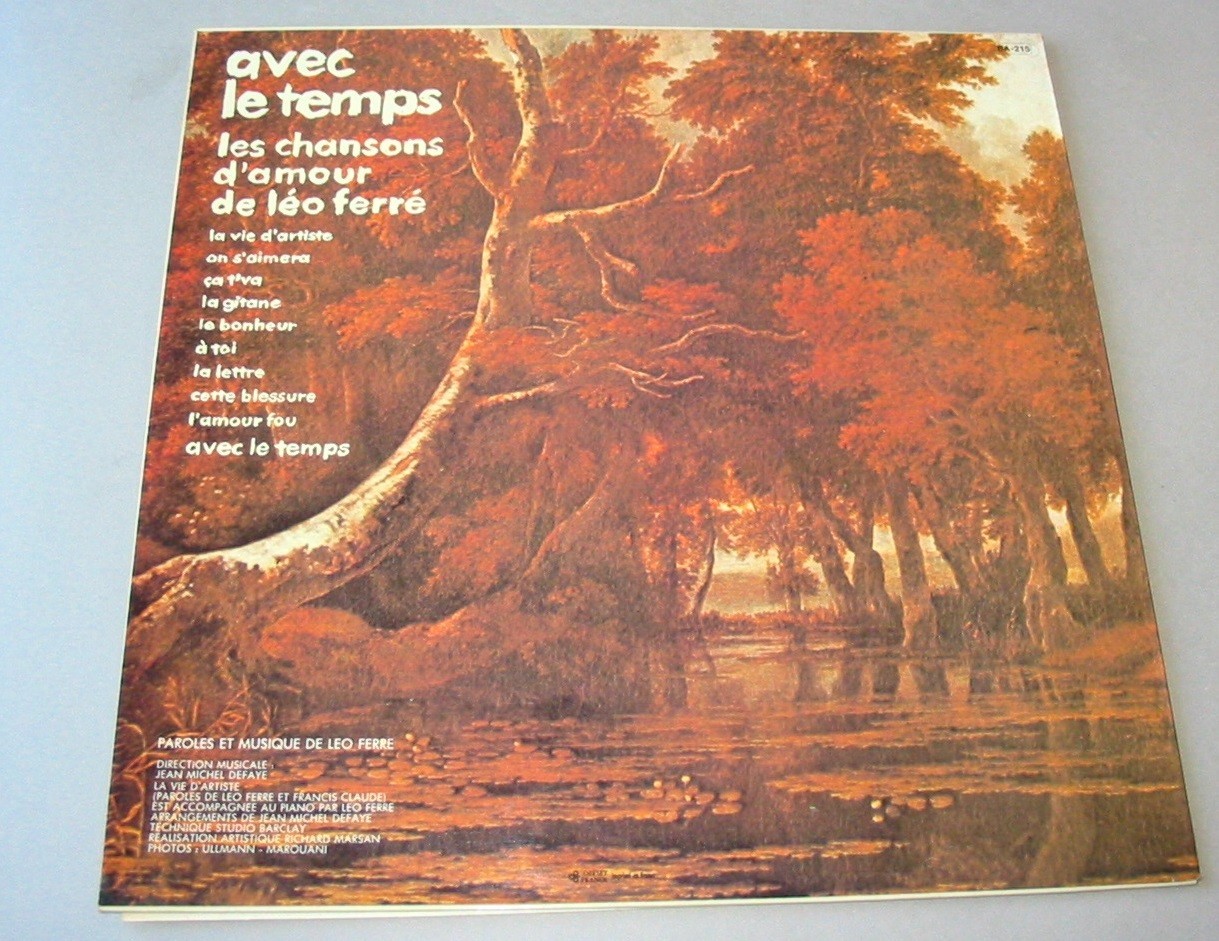 BA-215
avec
le temps
les chansons
d'amour
de léo ferré
la vie d'artiste
on s'aimera
ça t'va
la gitane
le bonheur
à toi
la lettre
cette blessure
l'amour fou
avec le temps
PAROLES ET MUSIQUE DE LEO FERRE
DIRECTION MUSICALE :
JEAN MICHEL DEFAYE
LA VIE D'ARTISTE
(PAROLES DE LEO FERRE ET FRANCIS CLAUDE)
EST ACCOMPAGNEE AU PIANO PAR LEO FERRE
ARRANGEMENTS DE JEAN MICHEL DEFAYE
TECHNIQUE STUDIO BARCLAY
REALISATION ARTISTIQUE RICHARD MARSAN
PHOTOS : ULLMANN - MAROUANI